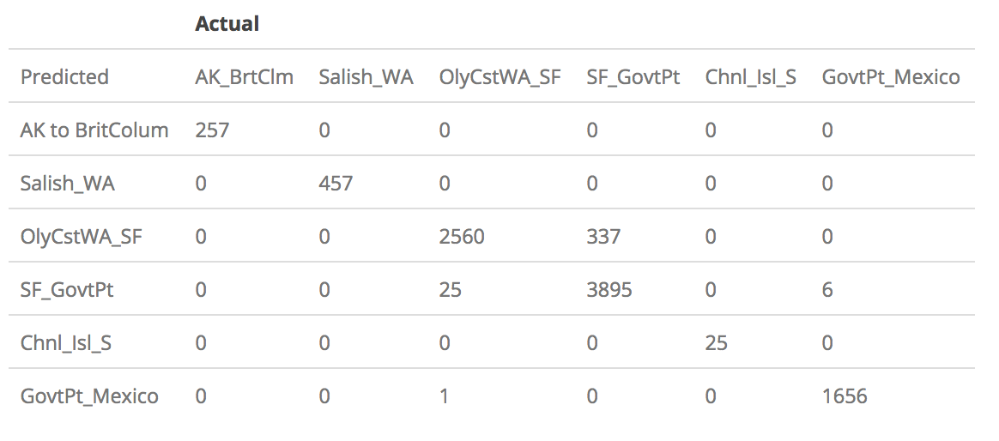 Actual
Predicted AK_BrtClm Salish_WA OlyCstWA_SF SF_GovtPt Chnl_Isl_S GovtPt_Mexico
AK to BritColum 257 0 0 0 0 0
Salish_WA 0 457 0 0 0 0
OlyCstWA_SF 0 0 2560 337 0 0
SF_GovtPt 0 0 25 3895 0 6
Chnl_Isl_S 0 0 0 0 25 0
GovtPt_Mexico 0 0 1 0 0 1656